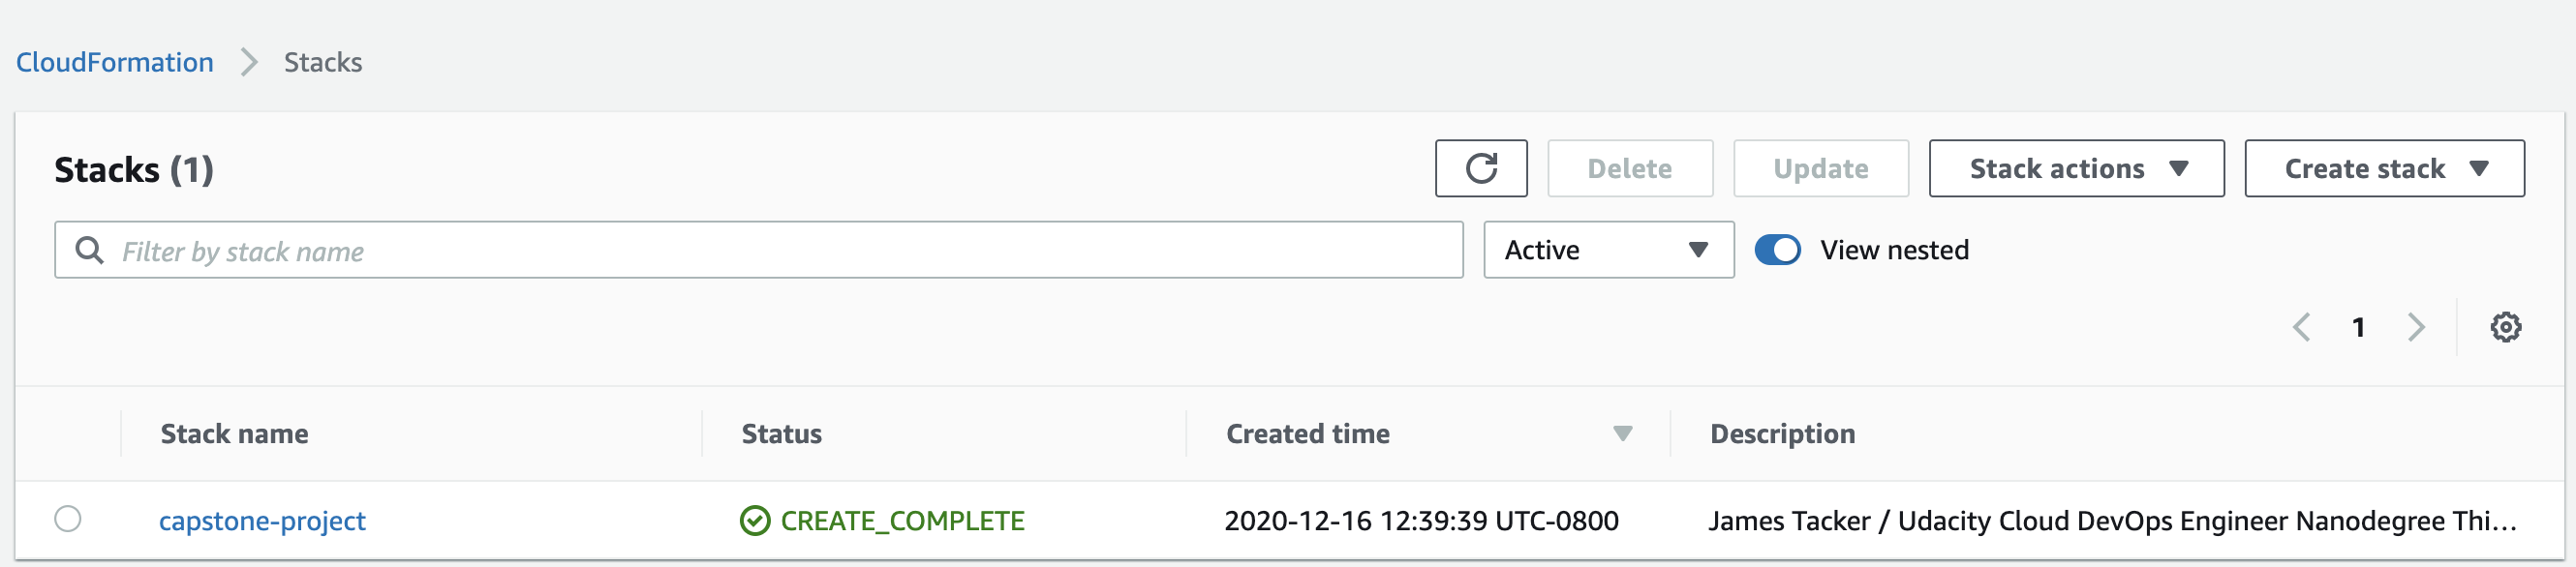 CloudFormation > Stacks
Stacks (1) Delete Update Stack actions Create stack
Filter by stack name Active View nested
1
Stack name Status Created time Description
capstone-project CREATE_COMPLETE 2020-12-16 12:39:39 UTC-0800 James Tacker / Udacity Cloud DevOps Engineer Nanodegree Thi...